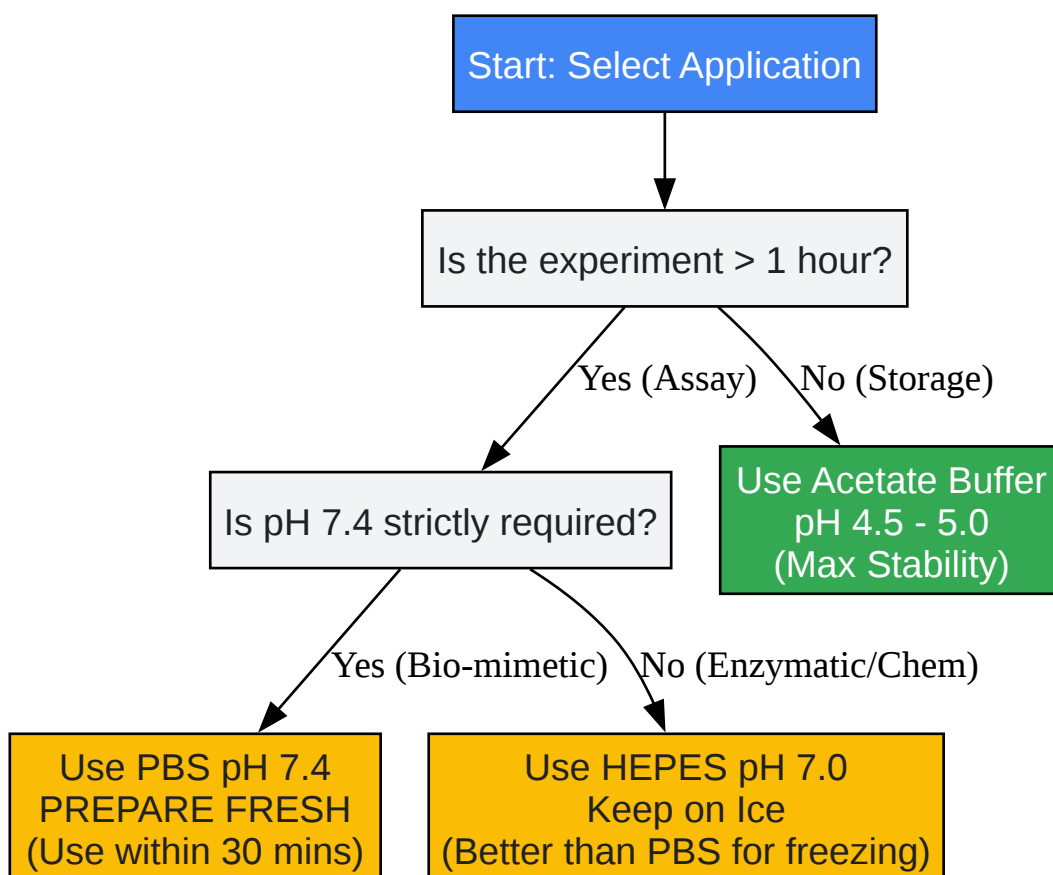 Start: Select Application
Is the experiment > 1 hour?
Yes (Assay)
No (Storage)
Use Acetate Buffer
pH 4.5 - 5.0
(Max Stability)
Is pH 7.4 strictly required?
Yes (Bio-mimetic)
No (Enzymatic/Chem)
Use PBS pH 7.4
PREPARE FRESH
(Use within 30 mins)
Use HEPES pH 7.0
Keep on Ice
(Better than PBS for freezing)